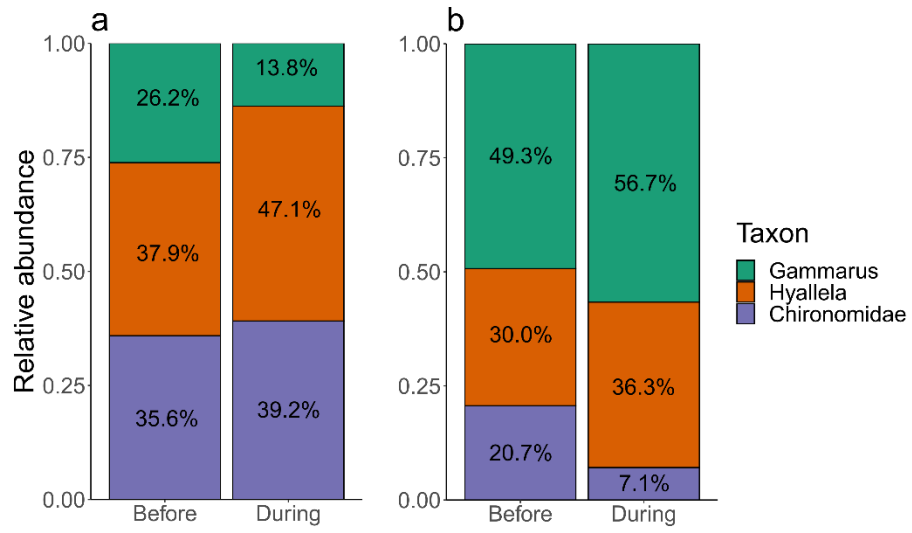 a
b
Relative abundance
1.00
0.75
0.50
0.25
0.00
26.2%
13.8%
37.9%
47.1%
35.6%
39.2%
Before
During
1.00
0.75
0.50
0.25
0.00
49.3%
56.7%
30.0%
36.3%
20.7%
7.1%
Before
During
Taxon
Gammarus
Hyallela
Chironomidae